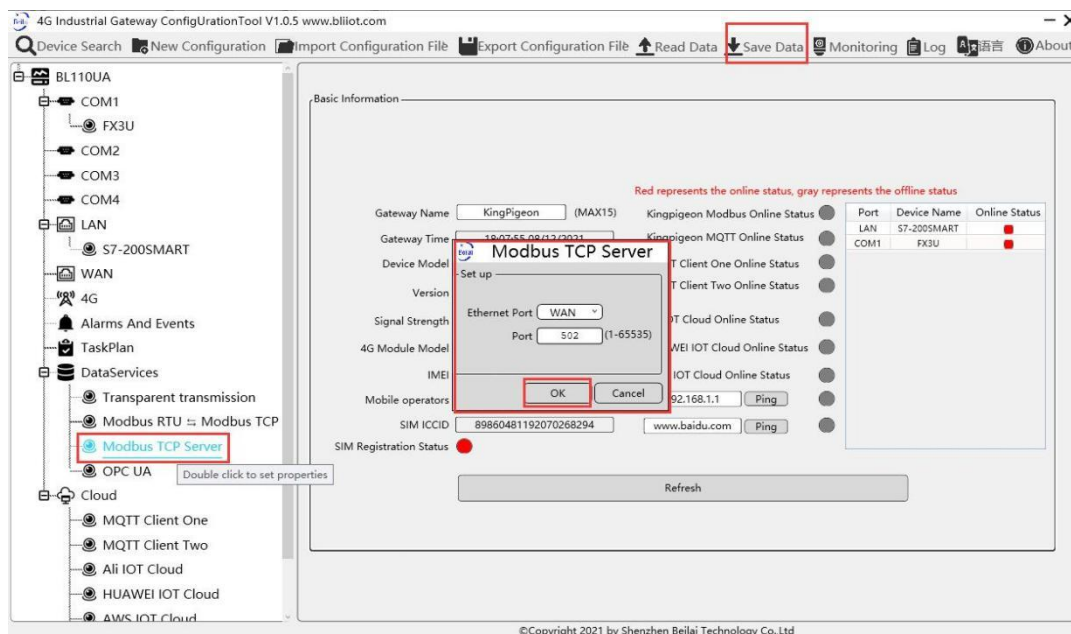 4G Industrial Gateway ConfigUrationTool V1.0.5 www.bliiot.com
Device Search New Configuration Import Configuration File Export Configuration File Read Data Save Data Monitoring Log 语言 About
BL110UA
COM1
FX3U
COM2
COM3
COM4
LAN
S7-200SMART
WAN
4G
Alarms And Events
TaskPlan
DataServices
Transparent transmission
Modbus RTU ⇆ Modbus TCP
Modbus TCP Server
OPC UA
Double click to set properties
Cloud
MQTT Client One
MQTT Client Two
Ali IOT Cloud
HUAWEI IOT Cloud
AWS IOT Cloud
Basic Information
Red represents the online status, gray represents the offline status
Gateway Name KingPigeon (MAX15)
Gateway Time 18:07:55 08/12/2021
Device Model
Version
Signal Strength
4G Module Model
IMEI
Mobile operators
SIM ICCID 89860481192070268294
SIM Registration Status
Kingpigeon Modbus Online Status
Kingpigeon MQTT Online Status
T Client One Online Status
T Client Two Online Status
OT Cloud Online Status
WEI IOT Cloud Online Status
IOT Cloud Online Status
92.168.1.1 Ping
www.baidu.com Ping
Refresh
Port Device Name Online Status
LAN S7-200SMART
COM1 FX3U
Modbus TCP Server
Set up
Ethernet Port WAN
Port 502 (1-65535)
OK Cancel
©Copyright 2021 by Shenzhen Beilai Technology Co.,Ltd